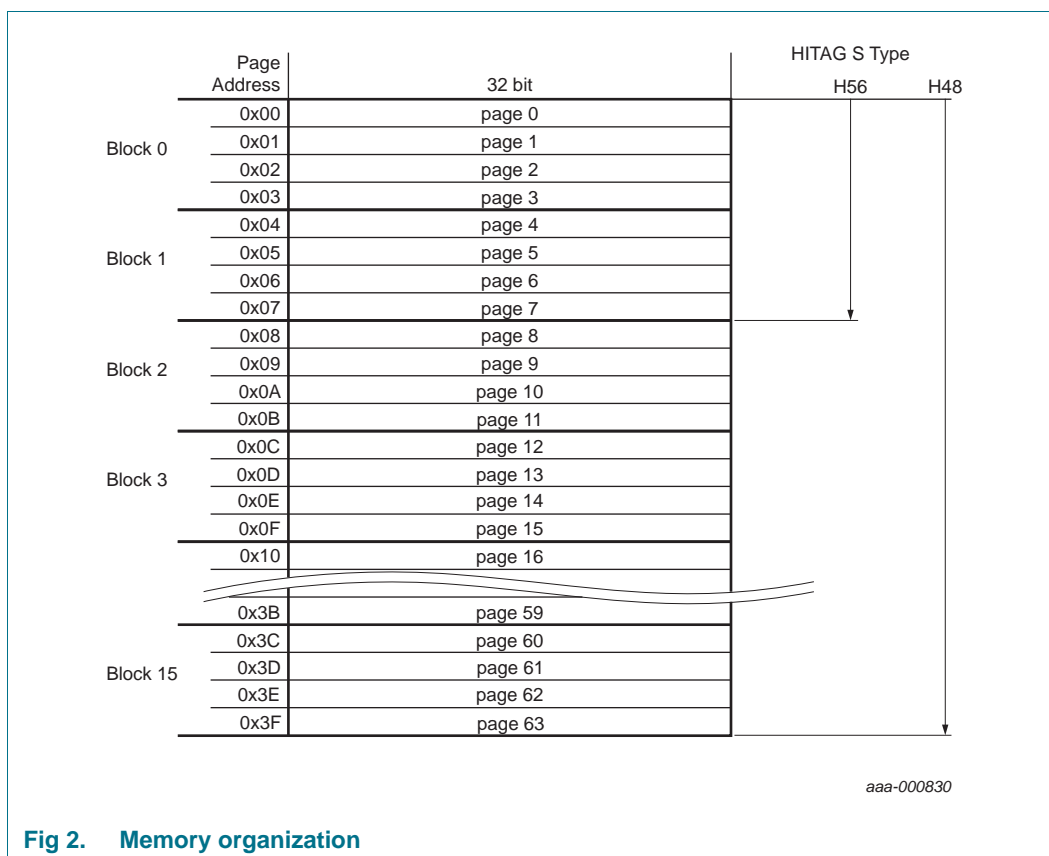 HITAG S Type
Page
Address 32 bit H56 H48
0x00 page 0
Block 0 0x01 page 1
0x02 page 2
0x03 page 3
0x04 page 4
Block 1 0x05 page 5
0x06 page 6
0x07 page 7
0x08 page 8
Block 2 0x09 page 9
0x0A page 10
0x0B page 11
0x0C page 12
Block 3 0x0D page 13
0x0E page 14
0x0F page 15
0x10 page 16
0x3B page 59
0x3C page 60
Block 15 0x3D page 61
0x3E page 62
0x3F page 63
aaa-000830
Fig 2. Memory organization